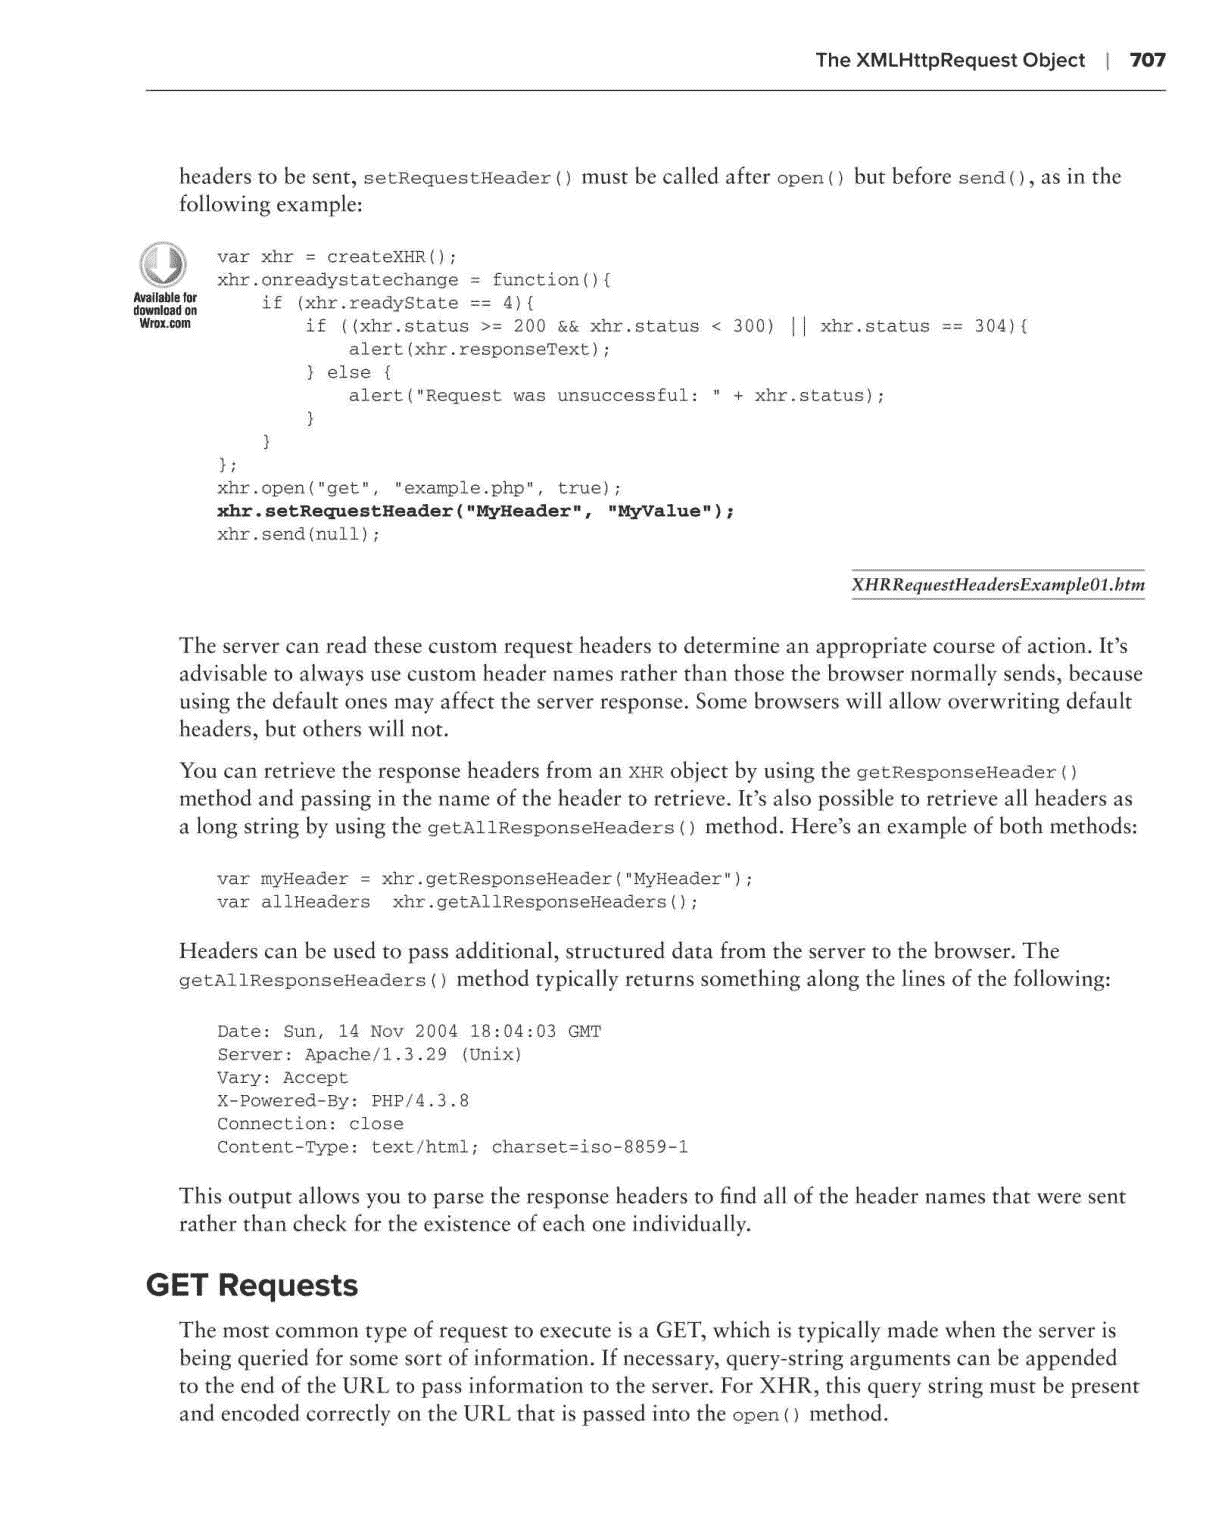 The XMLHttpRequest Object | 707
headers to be sent, setRequestHeader() must be called after open() but before send(), as in the
following example:
var xhr = createXHR();
xhr.onreadystatechange = function(){
if (xhr.readyState == 4){
if ((xhr.status >= 200 && xhr.status < 300) || xhr.status == 304){
alert(xhr.responseText);
} else {
alert("Request was unsuccessful: " + xhr.status);
}
}
};
xhr.open("get", "example.php", true);
xhr.setRequestHeader("MyHeader", "MyValue");
xhr.send(null);
Available for
download on
Wrox.com
XHRRequestHeadersExample01.htm
The server can read these custom request headers to determine an appropriate course of action. It’s
advisable to always use custom header names rather than those the browser normally sends, because
using the default ones may affect the server response. Some browsers will allow overwriting default
headers, but others will not.
You can retrieve the response headers from an XHR object by using the getResponseHeader()
method and passing in the name of the header to retrieve. It’s also possible to retrieve all headers as
a long string by using the getAllResponseHeaders() method. Here’s an example of both methods:
var myHeader = xhr.getResponseHeader("MyHeader");
var allHeaders  xhr.getAllResponseHeaders();
Headers can be used to pass additional, structured data from the server to the browser. The
getAllResponseHeaders() method typically returns something along the lines of the following:
Date: Sun, 14 Nov 2004 18:04:03 GMT
Server: Apache/1.3.29 (Unix)
Vary: Accept
X-Powered-By: PHP/4.3.8
Connection: close
Content-Type: text/html; charset=iso-8859-1
This output allows you to parse the response headers to find all of the header names that were sent
rather than check for the existence of each one individually.
GET Requests
The most common type of request to execute is a GET, which is typically made when the server is
being queried for some sort of information. If necessary, query-string arguments can be appended
to the end of the URL to pass information to the server. For XHR, this query string must be present
and encoded correctly on the URL that is passed into the open() method.